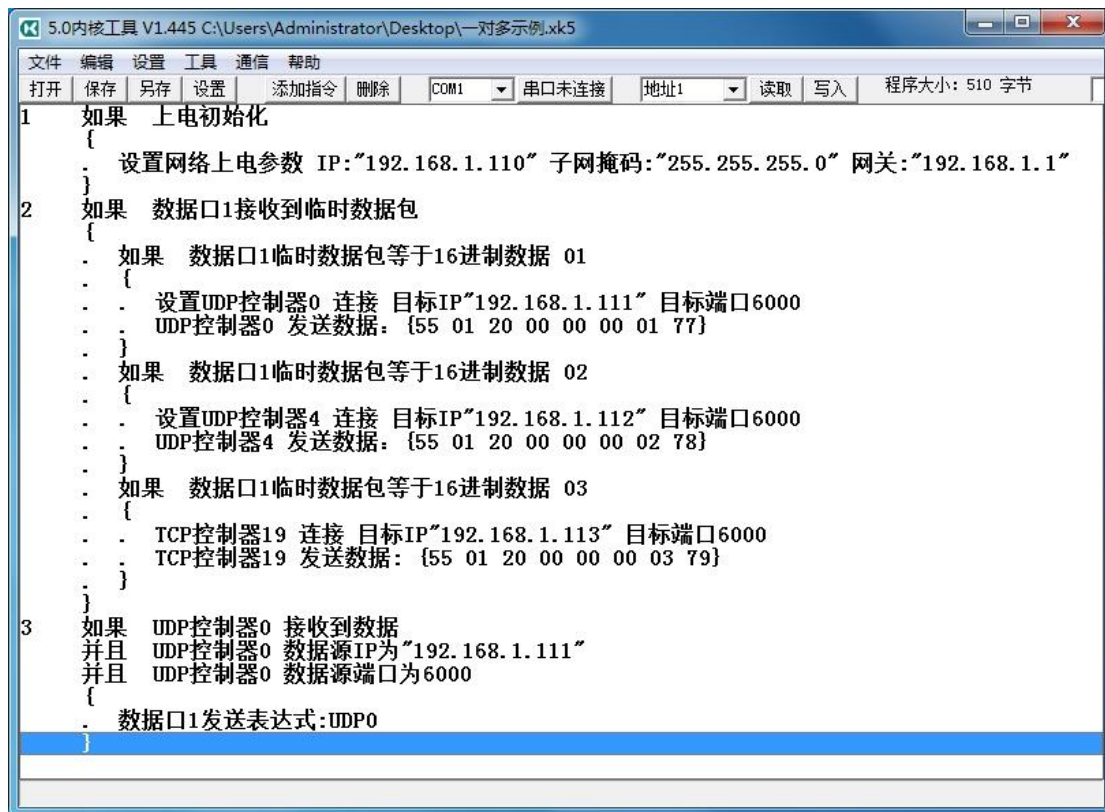 5.0内核工具 V1.445 C:\Users\Administrator\Desktop\一对多示例.xk5
文件 编辑 设置 工具 通信 帮助
打开 保存 另存 设置 添加指令 删除 COM1 串口未连接 地址1 读取 写入 程序大小: 510 字节
1 如果 上电初始化
{
. 设置网络上电参数 IP:"192.168.1.110" 子网掩码:"255.255.255.0" 网关:"192.168.1.1"
}
2 如果 数据口1接收到临时数据包
{
. 如果 数据口1临时数据包等于16进制数据 01
. {
. . 设置UDP控制器0 连接 目标IP"192.168.1.111" 目标端口6000
. . UDP控制器0 发送数据: {55 01 20 00 00 00 01 77}
. }
. 如果 数据口1临时数据包等于16进制数据 02
. {
. . 设置UDP控制器4 连接 目标IP"192.168.1.112" 目标端口6000
. . UDP控制器4 发送数据: {55 01 20 00 00 00 02 78}
. }
. 如果 数据口1临时数据包等于16进制数据 03
. {
. . TCP控制器19 连接 目标IP"192.168.1.113" 目标端口6000
. . TCP控制器19 发送数据: {55 01 20 00 00 00 03 79}
. }
}
3 如果 UDP控制器0 接收到数据
并且 UDP控制器0 数据源IP为"192.168.1.111"
并且 UDP控制器0 数据源端口为6000
{
. 数据口1发送表达式:UDP0
}